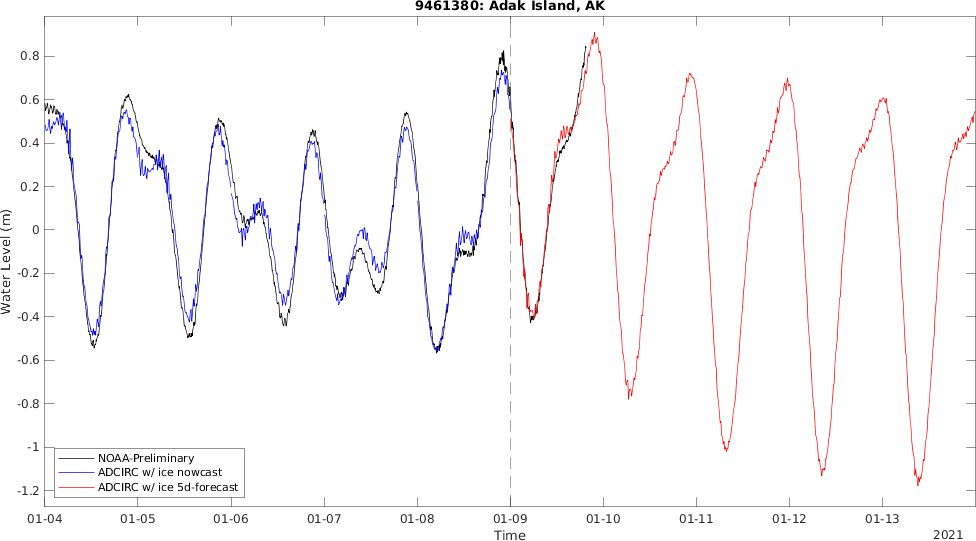 9461380: Adak Island, AK
0.8
0.6
0.4
0.2
0
-0.2
-0.4
-0.6
-0.8
-1
-1.2
Water Level (m)
NOAA-Preliminary
ADCIRC w/ ice nowcast
ADCIRC w/ ice 5d-forecast
01-04 01-05 01-06 01-07 01-08 01-09 01-10 01-11 01-12 01-13
Time
2021